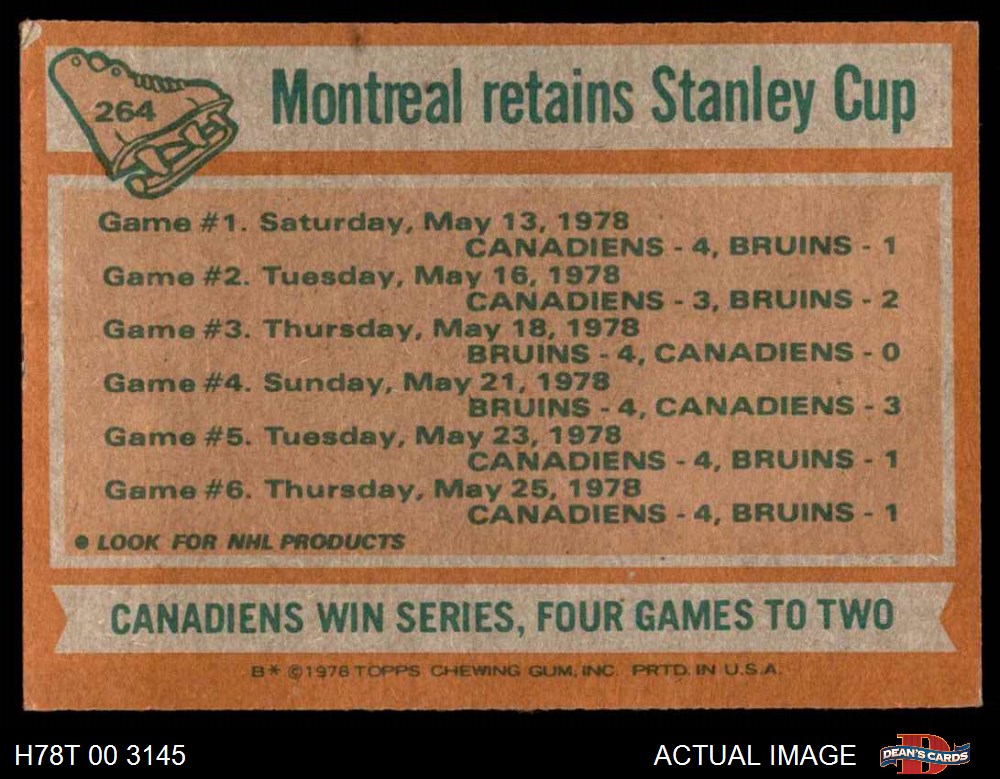 264
Montreal retains Stanley Cup
Game #1. Saturday, May 13, 1978
CANADIENS - 4, BRUINS - 1
Game #2. Tuesday, May 16, 1978
CANADIENS - 3, BRUINS - 2
Game #3. Thursday, May 18, 1978
BRUINS - 4, CANADIENS - 0
Game #4. Sunday, May 21, 1978
BRUINS - 4, CANADIENS - 3
Game #5. Tuesday, May 23, 1978
CANADIENS - 4, BRUINS - 1
Game #6. Thursday, May 25, 1978
CANADIENS - 4, BRUINS - 1
● LOOK FOR NHL PRODUCTS
CANADIENS WIN SERIES, FOUR GAMES TO TWO
B* ©1978 TOPPS CHEWING GUM, INC. PRTD. IN U.S.A.
H78T 00 3145
ACTUAL IMAGE
D
DEAN'S CARDS